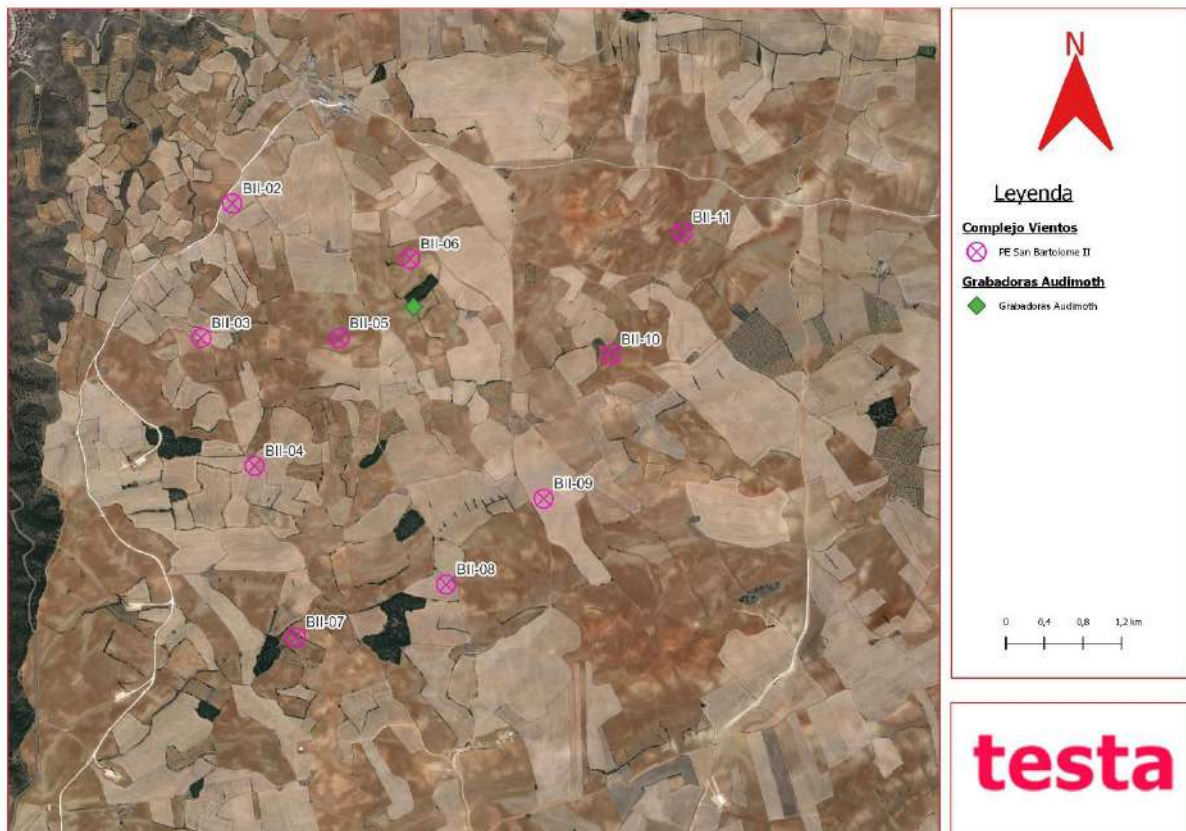 BII-02
BII-11
BII-06
BII-03
BII-05
BII-10
BII-04
BII-09
BII-08
BII-07
N
Leyenda
Complejo Vientos
PE San Bartolome II
Grabadoras Audimoth
Grabadoras Audimoth
0 0,4 0,8 1,2 km
testa